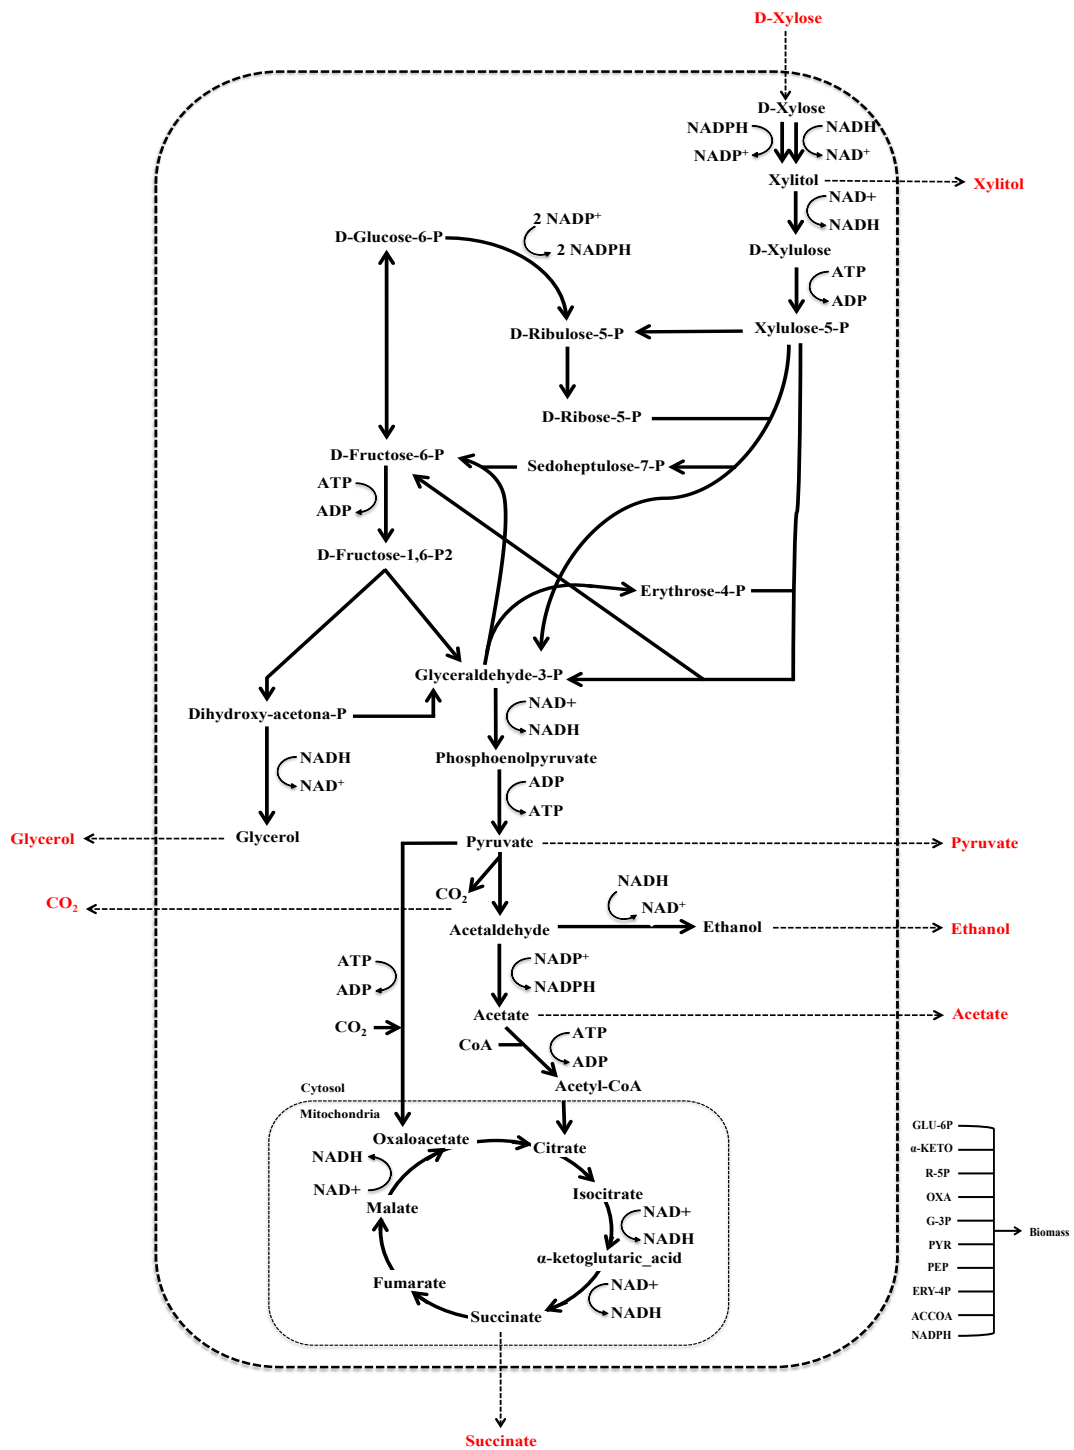 D-Xylose
D-Xylose
NADPH
NADH
NADP⁺
NAD⁺
Xylitol
Xylitol
NAD+
NADH
2 NADP⁺
D-Glucose-6-P
2 NADPH
D-Xylulose
ATP
ADP
D-Ribulose-5-P
Xylulose-5-P
D-Ribose-5-P
D-Fructose-6-P
Sedoheptulose-7-P
ATP
ADP
D-Fructose-1,6-P2
Erythrose-4-P
Glyceraldehyde-3-P
Dihydroxy-acetona-P
NAD+
NADH
NADH
NAD⁺
Phosphoenolpyruvate
ADP
ATP
Glycerol
Glycerol
Pyruvate
Pyruvate
CO₂
CO₂
NADH
NAD⁺
Acetaldehyde
Ethanol
Ethanol
ATP
ADP
NADP⁺
NADPH
CO₂
Acetate
Acetate
CoA
ATP
ADP
Acetyl-CoA
Cytosol
Mitochondria
Oxaloacetate
Citrate
NADH
NAD+
Malate
Isocitrate
NAD+
NADH
α-ketoglutaric_acid
Fumarate
NAD+
NADH
Succinate
Succinate
GLU-6P
α-KETO
R-5P
OXA
G-3P
Biomass
PYR
PEP
ERY-4P
ACCOA
NADPH